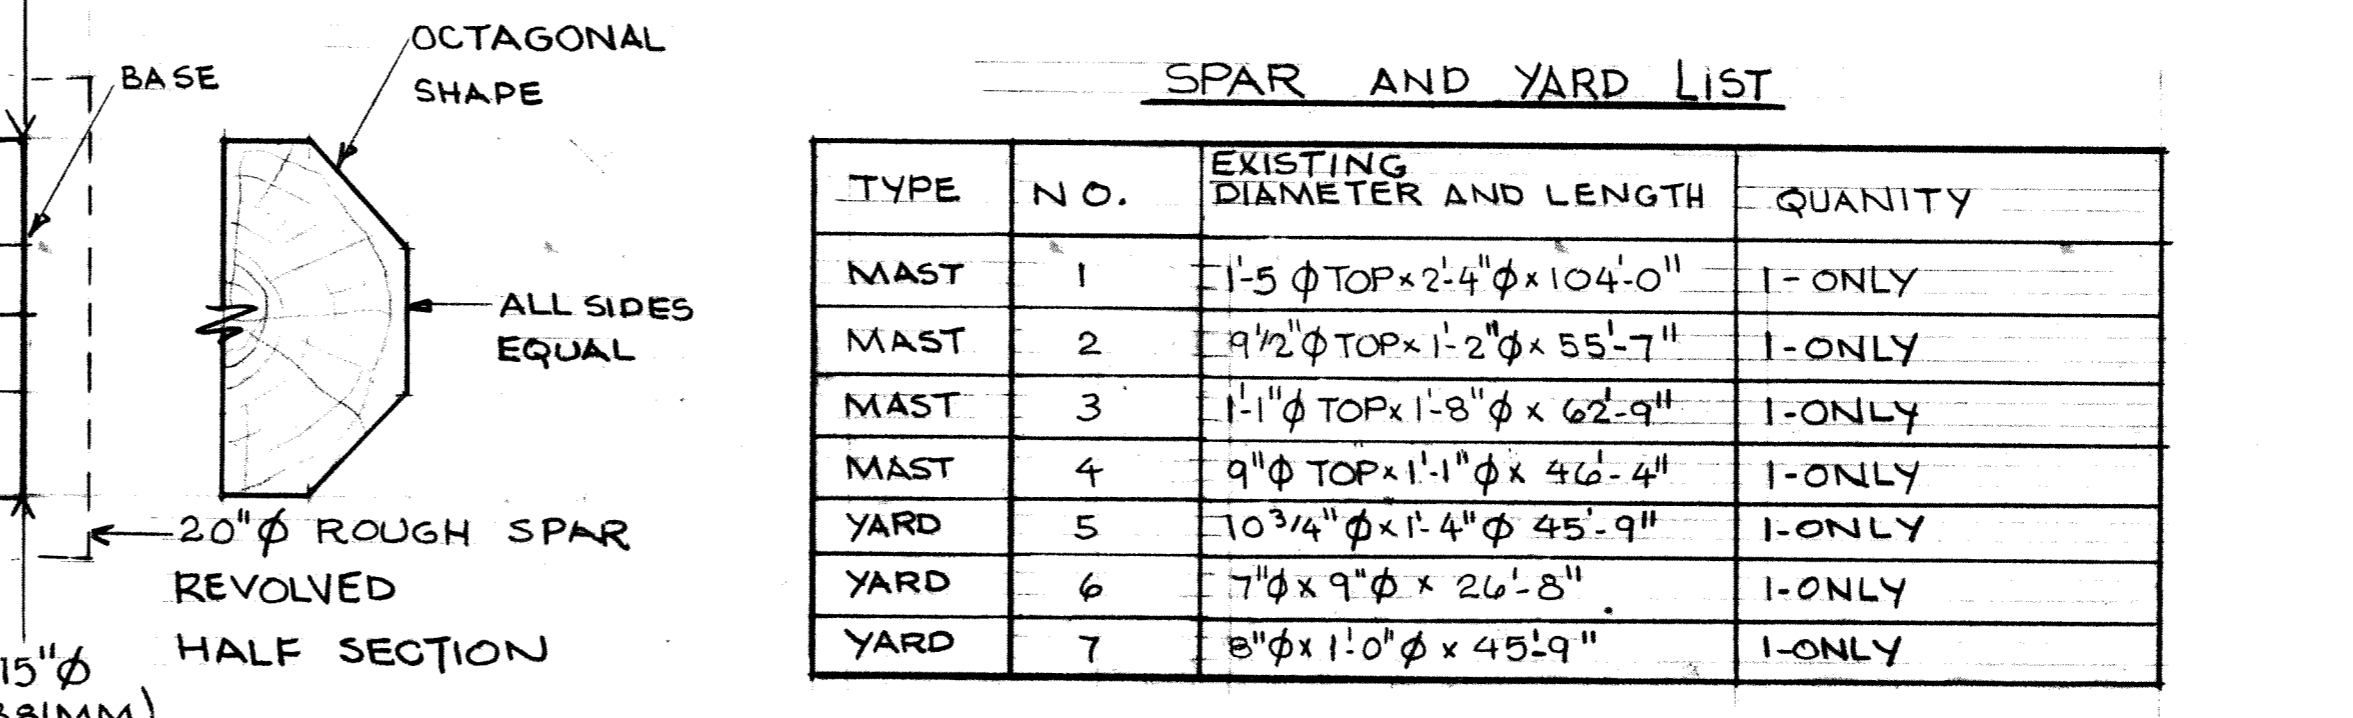 OCTAGONAL
SHAPE
BASE
ALL SIDES
EQUAL
20"φ ROUGH SPAR
REVOLVED
HALF SECTION
15"φ
SPAR AND YARD LIST
TYPE NO. EXISTING DIAMETER AND LENGTH QUANITY
MAST 1 1'-5 φ TOP x 2'-4"φ x 104'-0" 1-ONLY
MAST 2 9 1/2"φ TOP x 1'-2"φ x 55'-7" 1-ONLY
MAST 3 1'-1"φ TOP x 1'-8"φ x 62'-9" 1-ONLY
MAST 4 9"φ TOP x 1'-1"φ x 46'-4" 1-ONLY
YARD 5 10 3/4"φ x 1'-4"φ 45'-9" 1-ONLY
YARD 6 7"φ x 9"φ x 26'-8" 1-ONLY
YARD 7 8"φ x 1'-0"φ x 45'-9" 1-ONLY